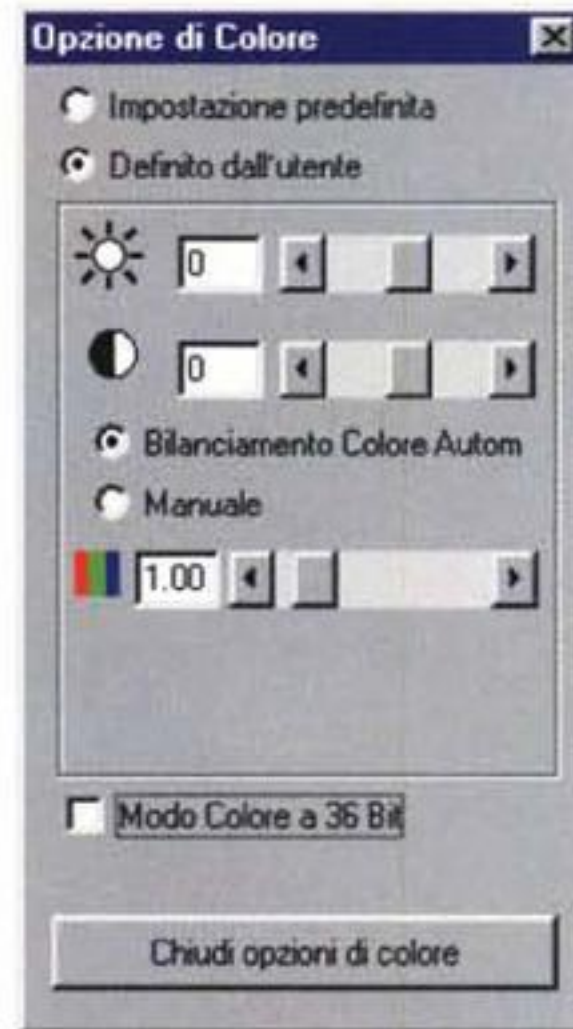 Opzione di Colore
Impostazione predefinita
Definito dall'utente
0
0
Bilanciamento Colore Autom
Manuale
1.00
Modo Colore a 36 Bit
Chiudi opzioni di colore